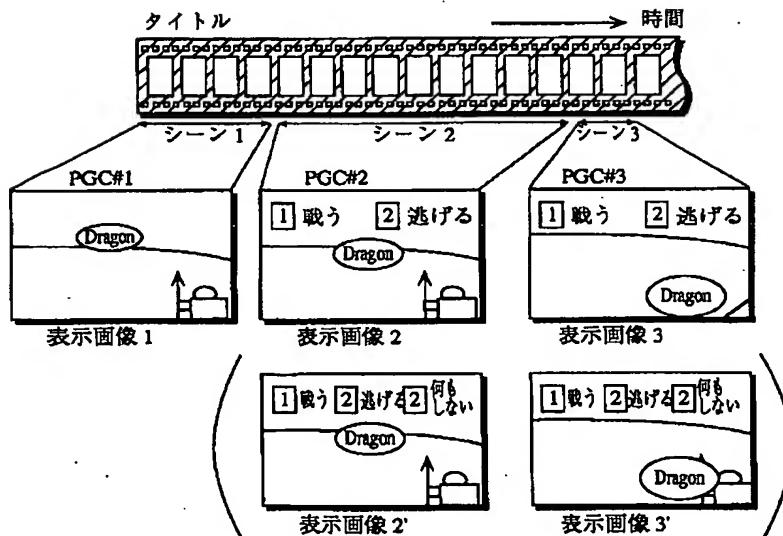 タイトル 時間
シーン 1 シーン 2 シーン 3
PGC#1 PGC#2 PGC#3
1 戦う 2 逃げる 1 戦う 2 逃げる
Dragon Dragon Dragon
表示画像 1 表示画像 2 表示画像 3
1 戦う 2 逃げる 2 何もしない 1 戦う 2 逃げる 2 何もしない
Dragon Dragon
表示画像 2' 表示画像 3'